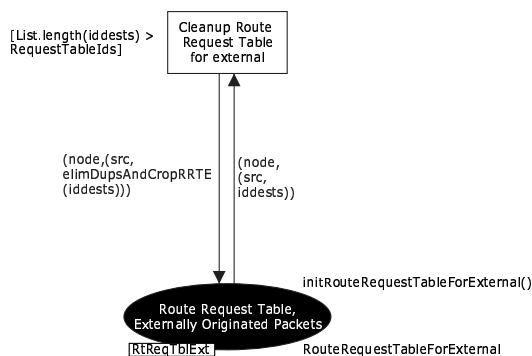 Cleanup Route
Request Table
for external
[List.length(iddests) >
RequestTableIds]
(node,(src,
elimDupsAndCropRRTE
(iddests)))
(node,
(src,
iddests))
initRouteRequestTableForExternal()
Route Request Table,
Externally Originated Packets
RtReqTblExt
RouteRequestTableForExternal